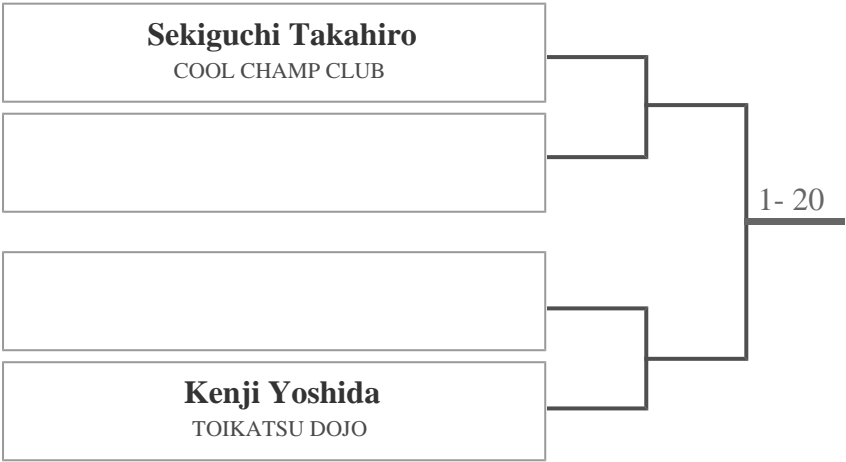 Sekiguchi Takahiro
COOL CHAMP CLUB
1- 20
Kenji Yoshida
TOIKATSU DOJO